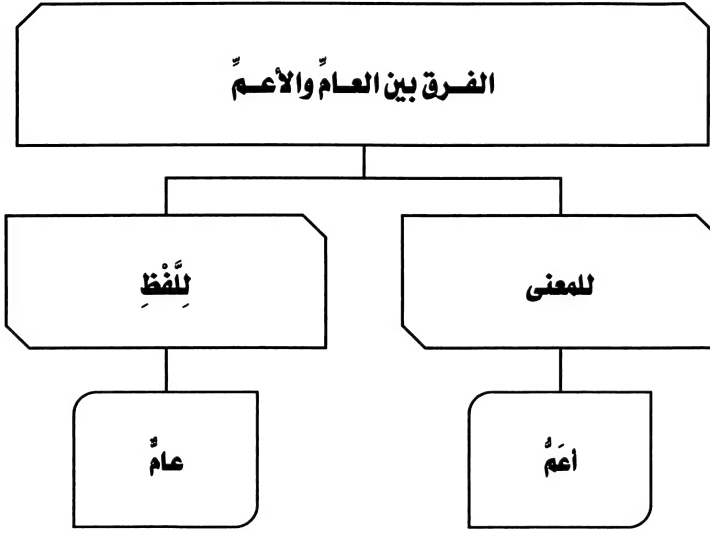 الفرق بين العامِّ والأعمِّ
للمعنى
لِلَّفْظِ
أعَمُّ
عامٌّ